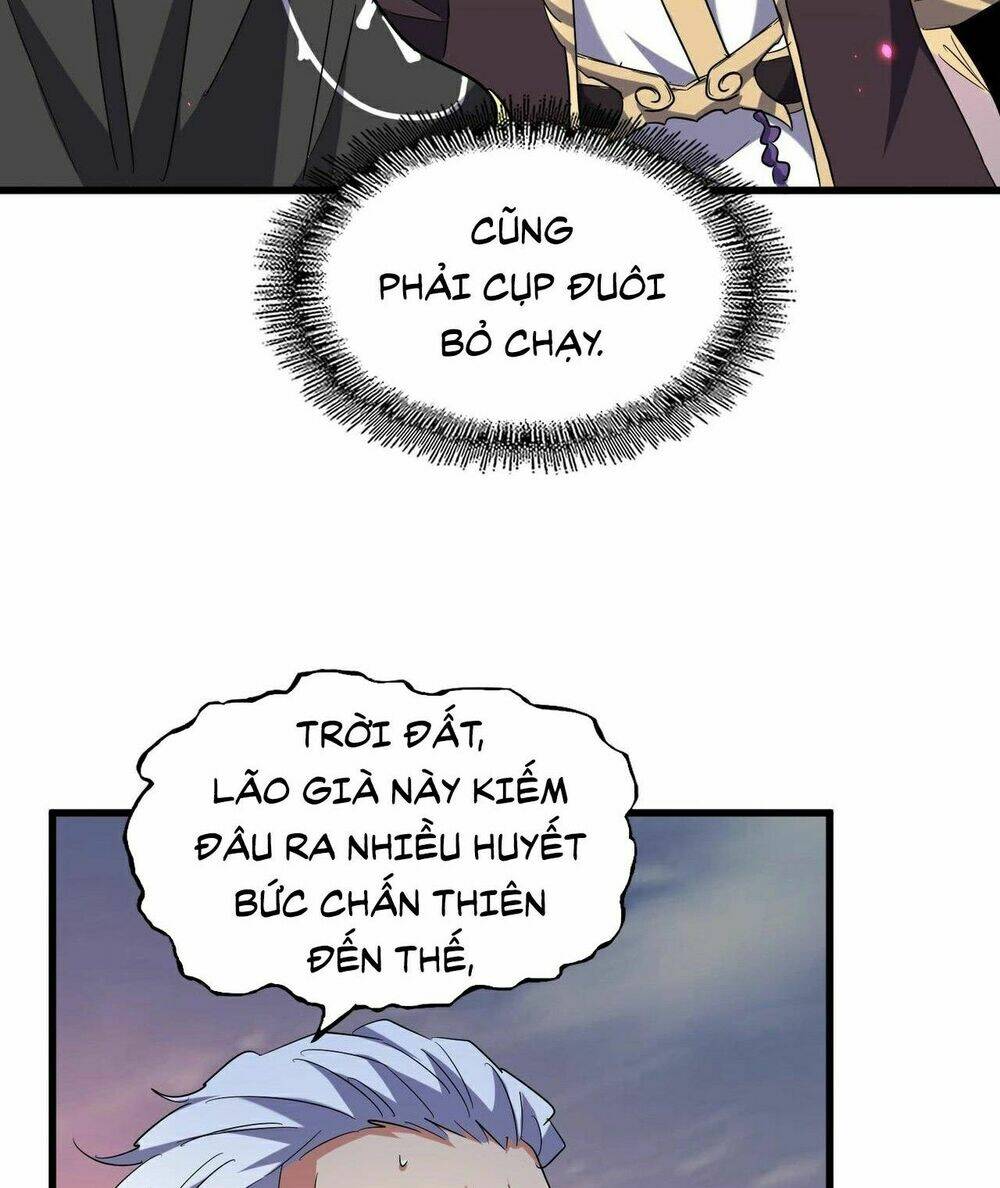 CŨNG
PHẢI CỤP ĐUÔI
BỎ CHẠY.
TRỜI ĐẤT,
LÃO GIÀ NÀY KIẾM
ĐÂU RA NHIỀU HUYẾT
BỨC CHẤN THIÊN
ĐẾN THẾ,